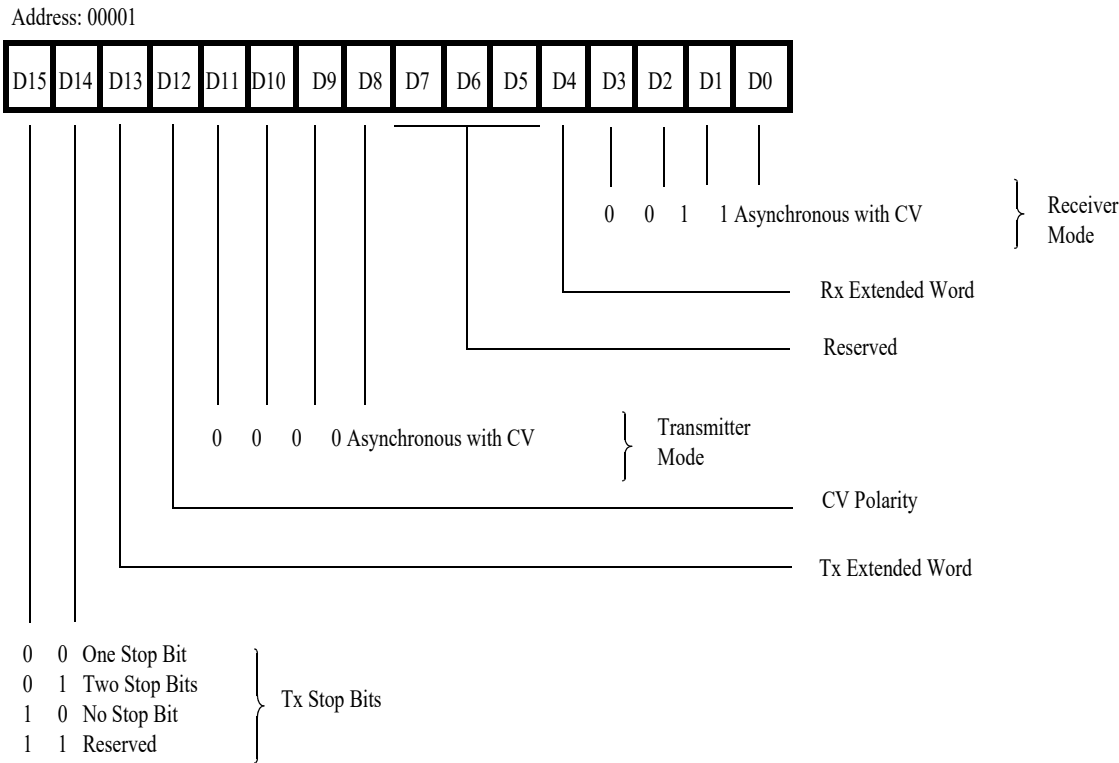 Address: 00001
D15 D14 D13 D12 D11 D10 D9 D8 D7 D6 D5 D4 D3 D2 D1 D0
0 0 1 1 Asynchronous with CV
Receiver
Mode
Rx Extended Word
Reserved
0 0 0 0 Asynchronous with CV
Transmitter
Mode
CV Polarity
Tx Extended Word
0 0 One Stop Bit
0 1 Two Stop Bits
1 0 No Stop Bit
1 1 Reserved
Tx Stop Bits